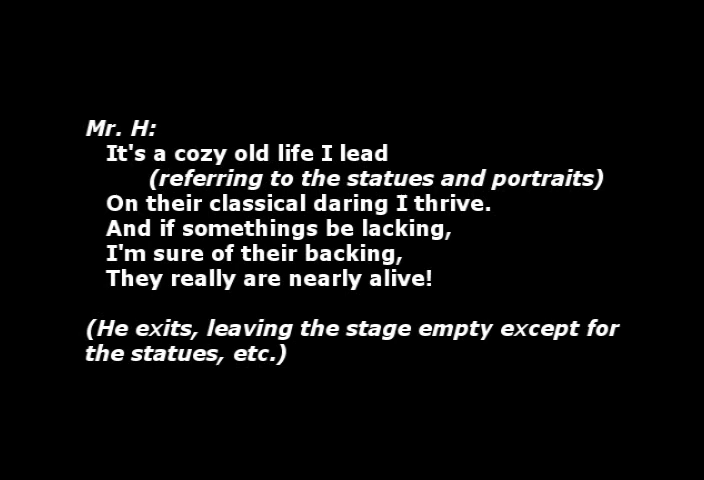 Mr. H:
It's a cozy old life I lead
(referring to the statues and portraits)
On their classical daring I thrive.
And if somethings be lacking,
I'm sure of their backing,
They really are nearly alive!
(He exits, leaving the stage empty except for
the statues, etc.)